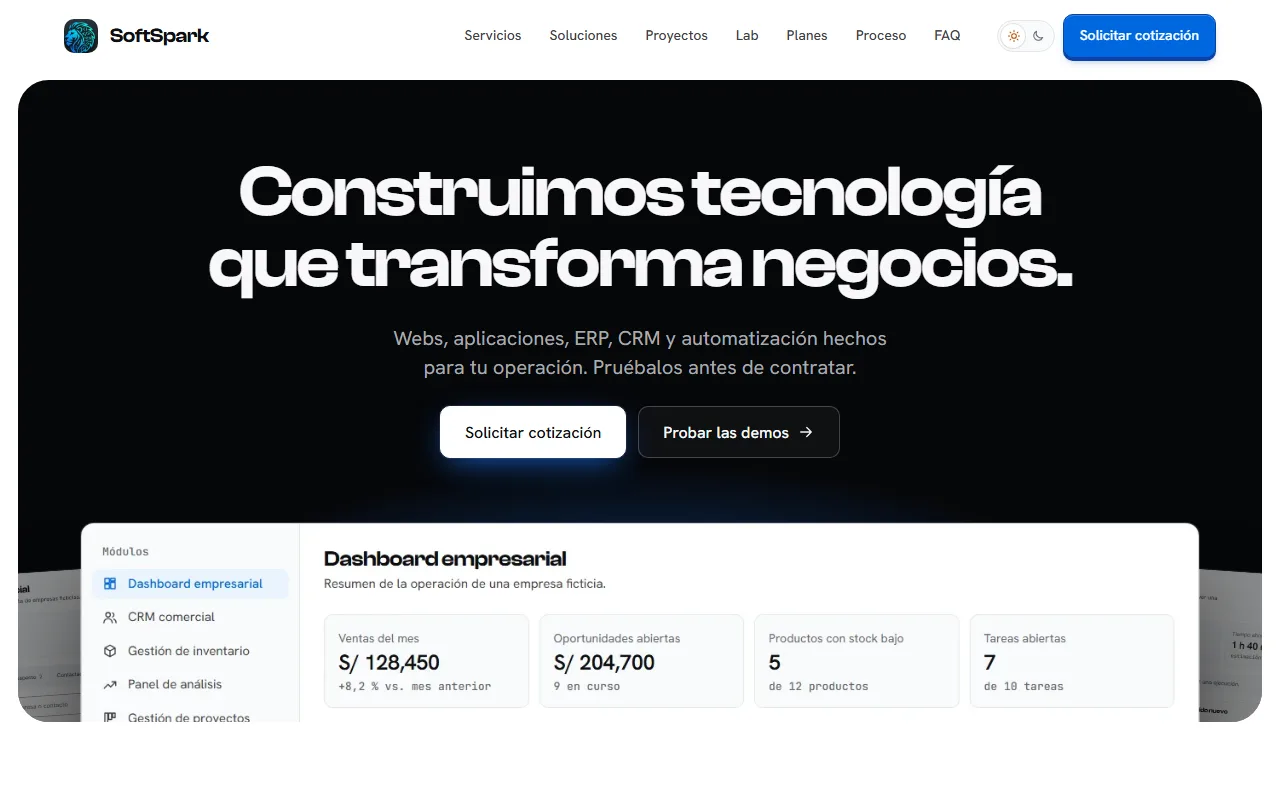 SoftSpark
Servicios
Soluciones
Proyectos
Lab
Planes
Proceso
FAQ
Solicitar cotización
Construimos tecnología
que transforma negocios.
Webs, aplicaciones, ERP, CRM y automatización hechos
para tu operación. Pruébalos antes de contratar.
Solicitar cotización
Probar las demos →
Módulos
Dashboard empresarial
CRM comercial
Gestión de inventario
Panel de análisis
Gestión de proyectos
Dashboard empresarial
Resumen de la operación de una empresa ficticia.
Ventas del mes
S/ 128,450
+8,2 % vs. mes anterior
Oportunidades abiertas
S/ 204,700
9 en curso
Productos con stock bajo
5
de 12 productos
Tareas abiertas
7
de 10 tareas
1 h 40